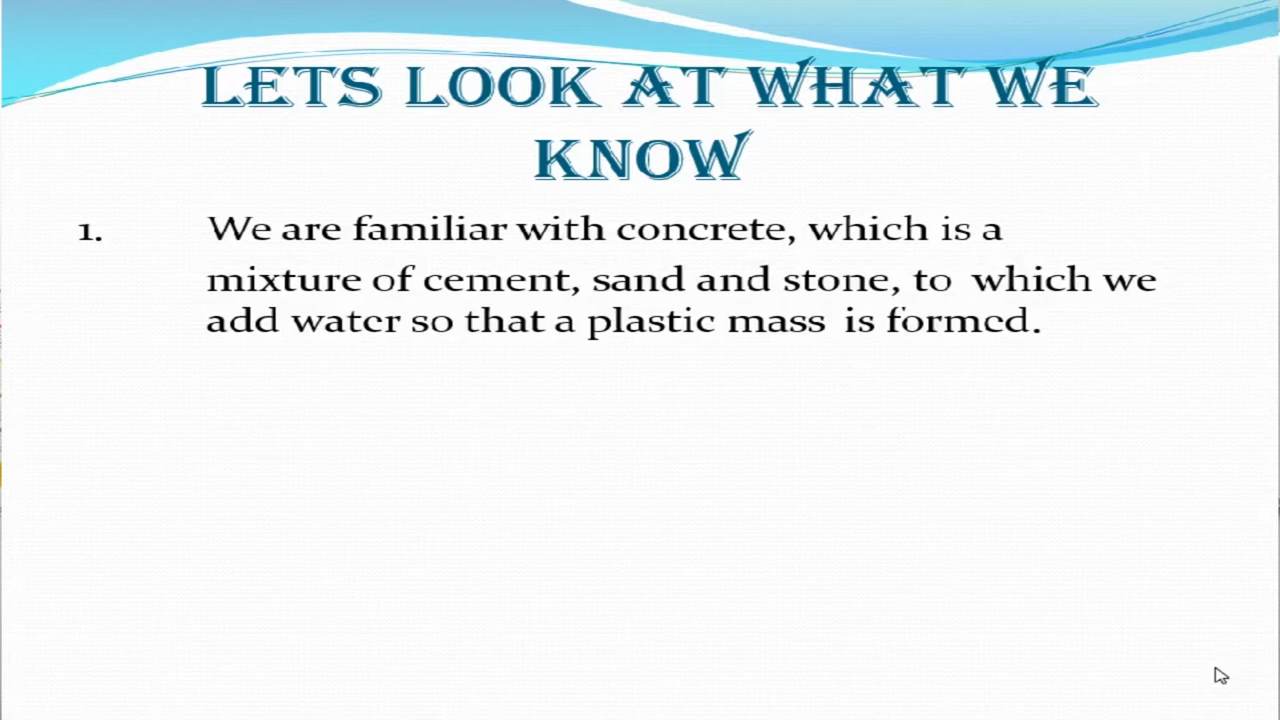 LETS LOOK AT WHAT WE
KNOW
1. We are familiar with concrete, which is a
mixture of cement, sand and stone, to which we
add water so that a plastic mass is formed.